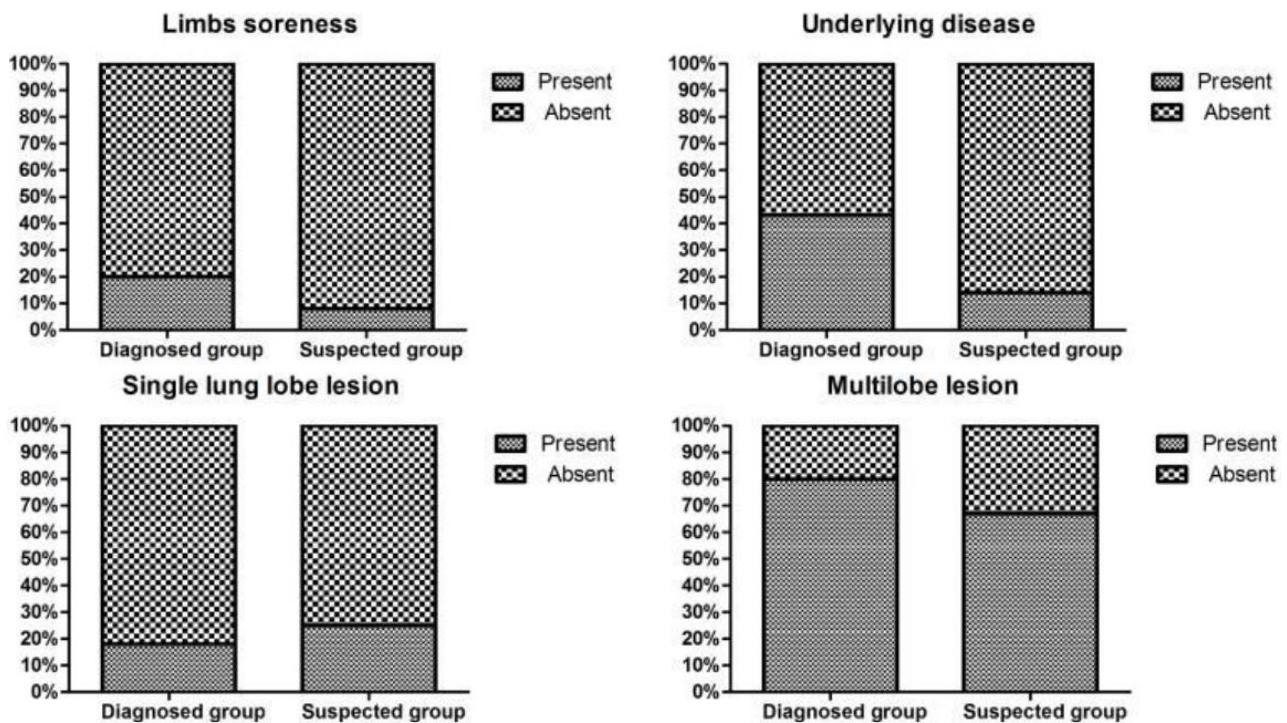 Limbs soreness
100%
90%
80%
70%
60%
50%
40%
30%
20%
10%
0%
Diagnosed group Suspected group
Present
Absent
Underlying disease
100%
90%
80%
70%
60%
50%
40%
30%
20%
10%
0%
Diagnosed group Suspected group
Present
Absent
Single lung lobe lesion
100%
90%
80%
70%
60%
50%
40%
30%
20%
10%
0%
Diagnosed group Suspected group
Present
Absent
Multilobe lesion
100%
90%
80%
70%
60%
50%
40%
30%
20%
10%
0%
Diagnosed group Suspected group
Present
Absent